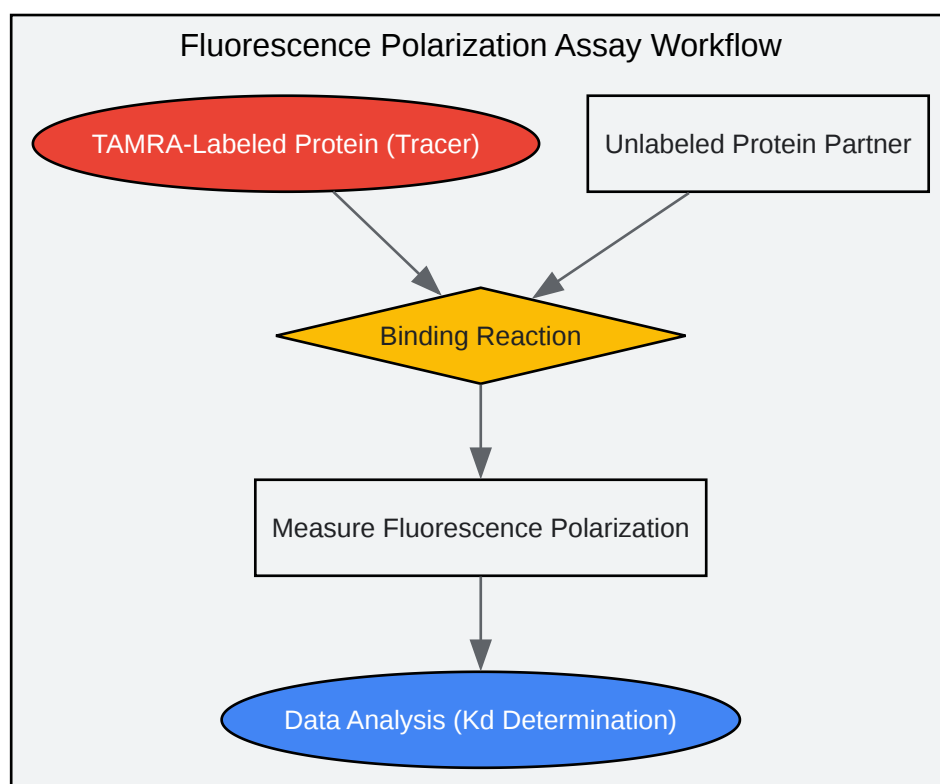 Fluorescence Polarization Assay Workflow
TAMRA-Labeled Protein (Tracer)
Unlabeled Protein Partner
Binding Reaction
Measure Fluorescence Polarization
Data Analysis (Kd Determination)